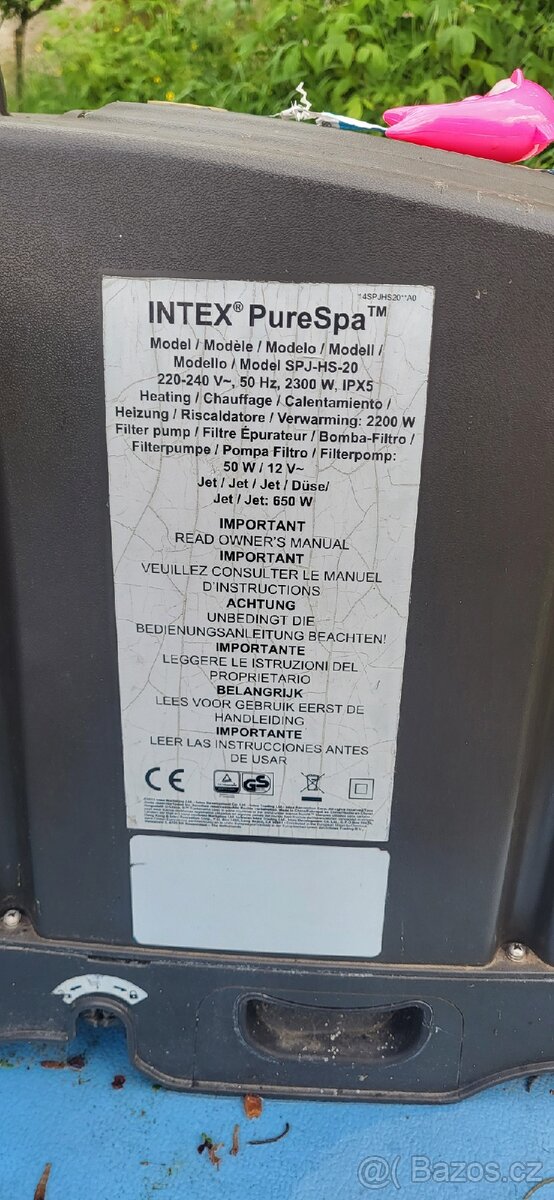 14SPJHS20**A0
INTEX® PureSpa™
Model / Modèle / Modelo / Modell /
Modello / Model SPJ-HS-20
220-240 V~, 50 Hz, 2300 W, IPX5
Heating / Chauffage / Calentamiento /
Heizung / Riscaldatore / Verwarming: 2200 W
Filter pump / Filtre Épurateur / Bomba-Filtro /
Filterpumpe / Pompa Filtro / Filterpomp:
50 W / 12 V~
Jet / Jet / Jet / Düse/
Jet / Jet: 650 W
IMPORTANT
READ OWNER'S MANUAL
IMPORTANT
VEUILLEZ CONSULTER LE MANUEL
D'INSTRUCTIONS
ACHTUNG
UNBEDINGT DIE
BEDIENUNGSANLEITUNG BEACHTEN!
IMPORTANTE
LEGGERE LE ISTRUZIONI DEL
PROPRIETARIO
BELANGRIJK
LEES VOOR GEBRUIK EERST DE
HANDLEIDING
IMPORTANTE
LEER LAS INSTRUCCIONES ANTES
DE USAR
CE GS
Bazos.cz